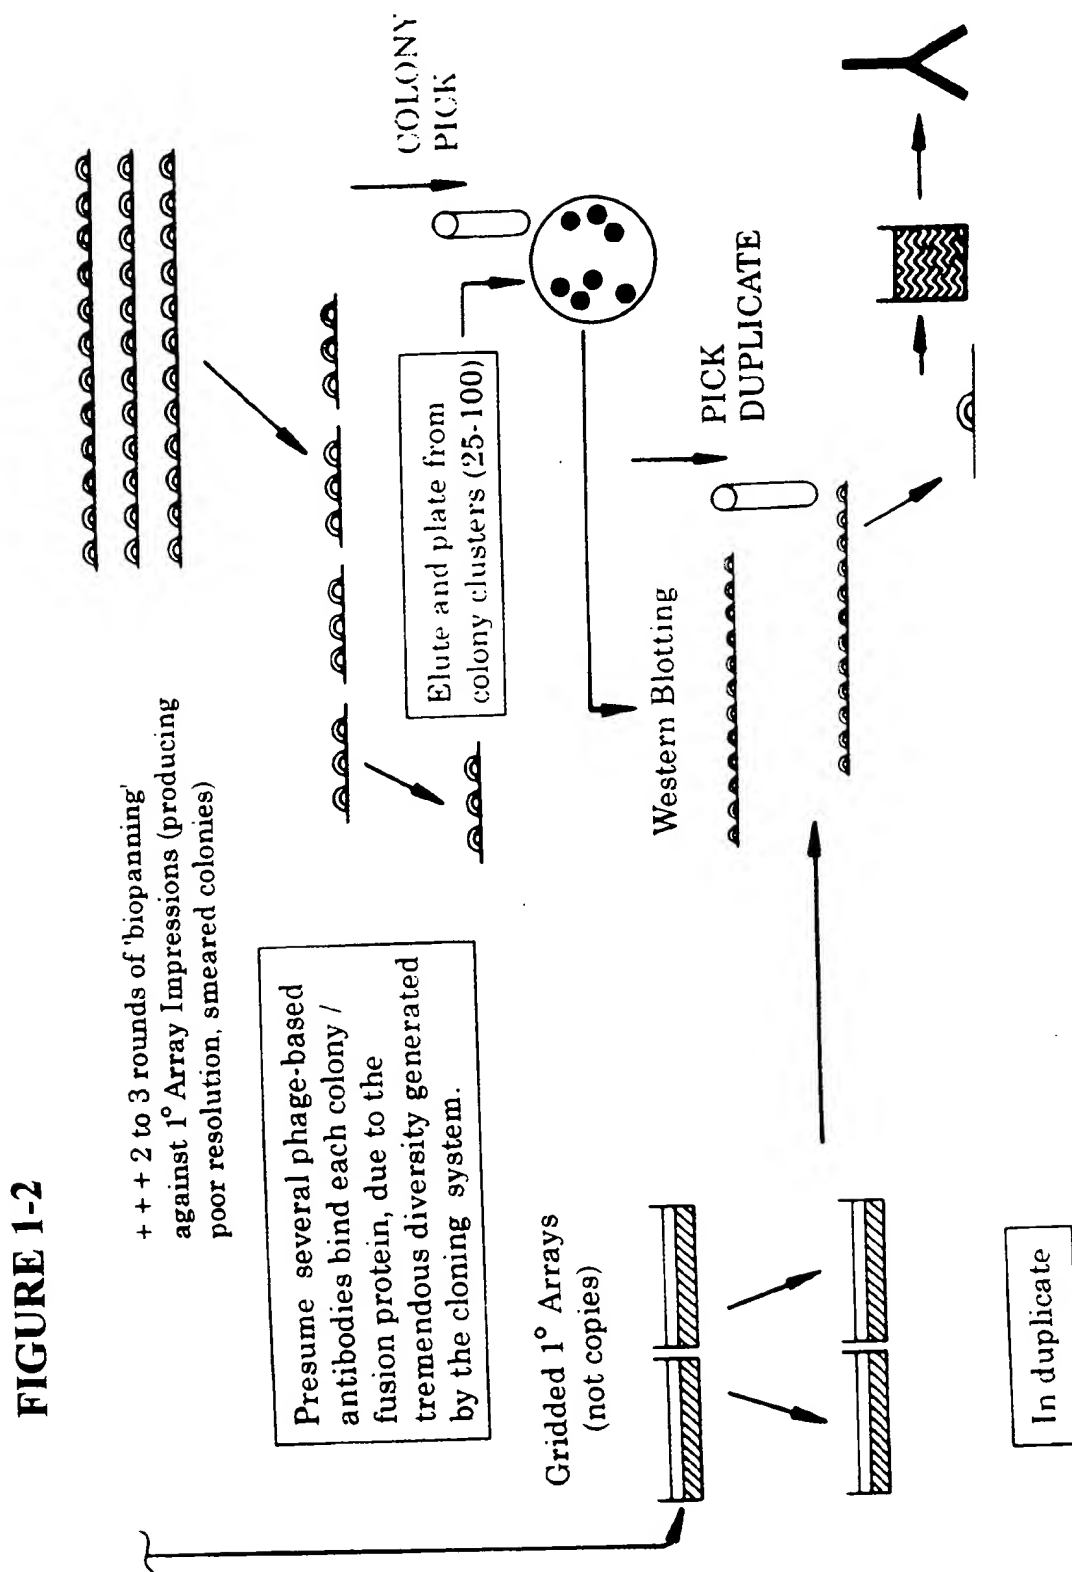 FIGURE 1-2
+ + + 2 to 3 rounds of 'biopanning'
against 1° Array Impressions (producing
poor resolution, smeared colonies)
Presume several phage-based
antibodies bind each colony /
fusion protein, due to the
tremendous diversity generated
by the cloning system.
Elute and plate from
colony clusters (25-100)
COLONY
PICK
Gridded 1° Arrays
(not copies)
Western Blotting
PICK
DUPLICATE
In duplicate